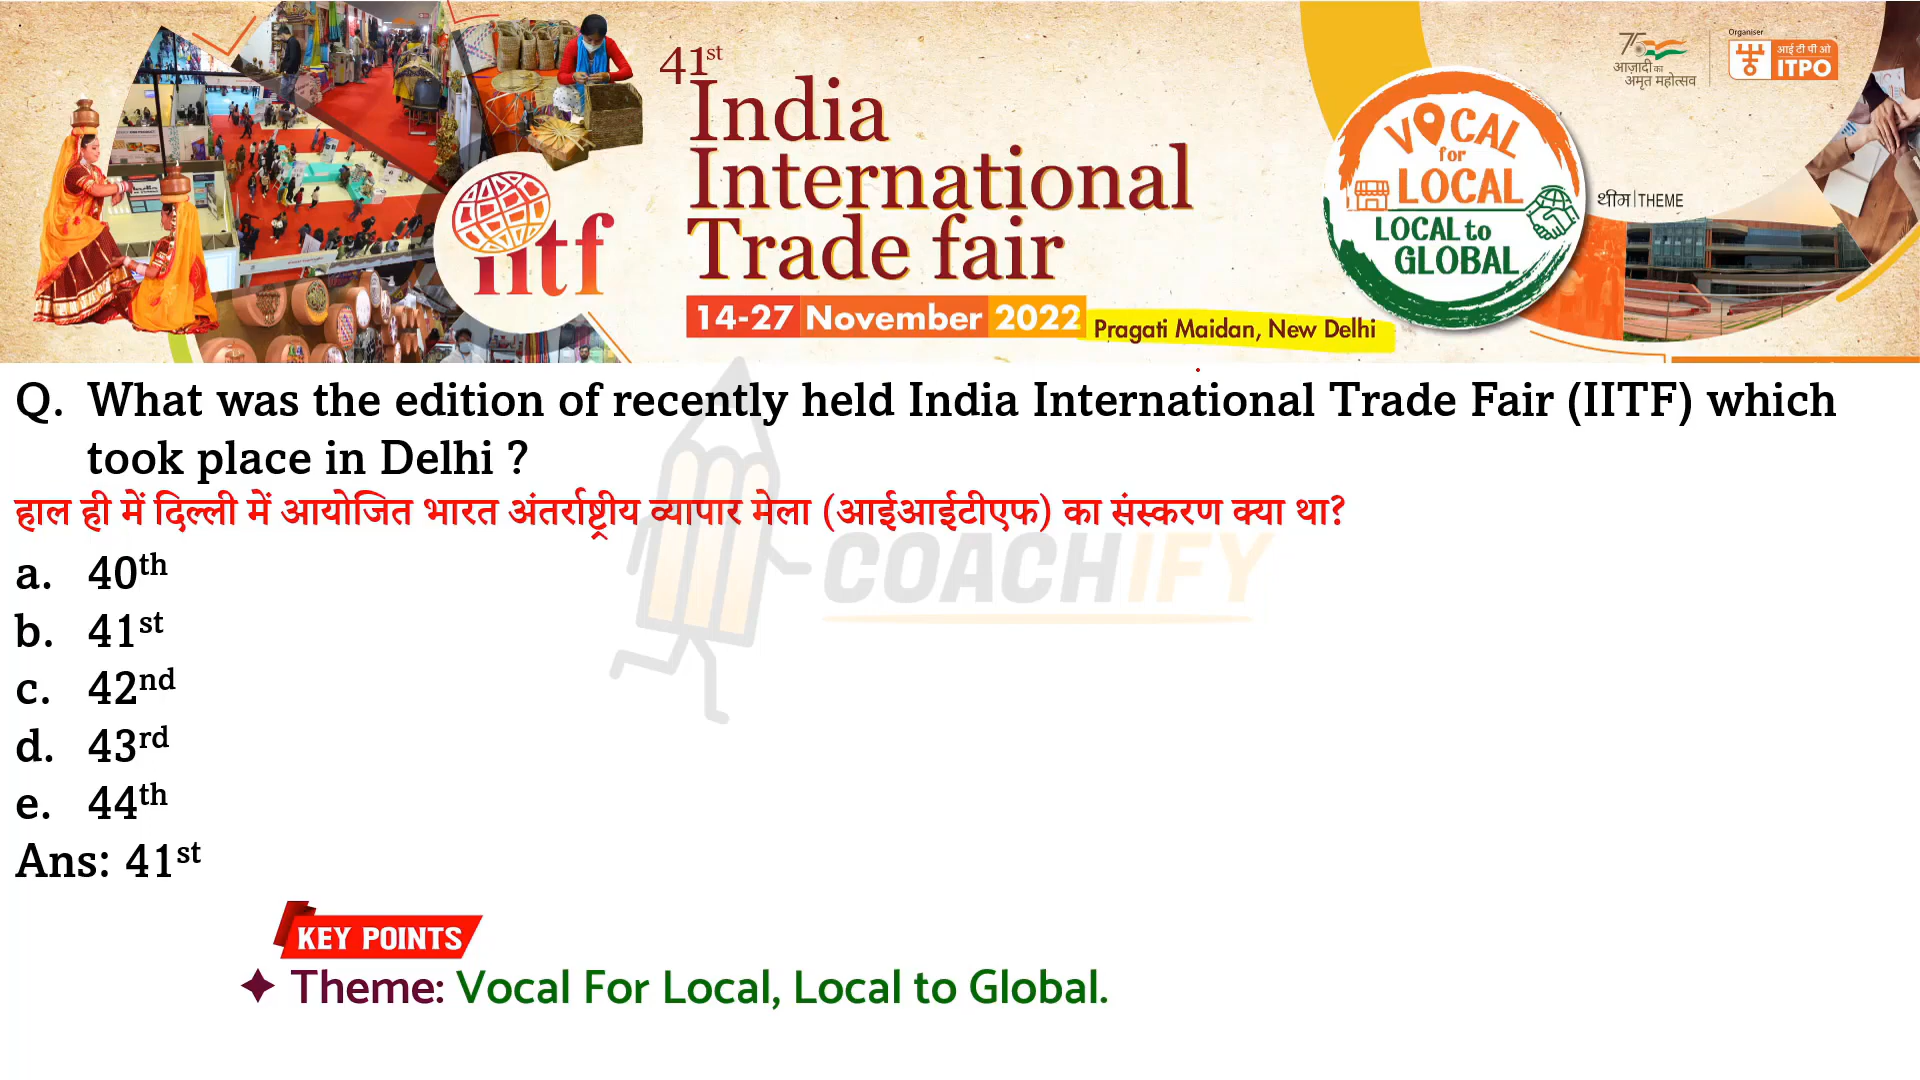 41st
India
International
Trade fair
14-27 November 2022 Pragati Maidan, New Delhi
iitf
VOCAL
for
LOCAL
LOCAL to
GLOBAL
थीम|THEME
75
आज़ादी का
अमृत महोत्सव
Organiser
आई टी पी ओ
ITPO
Q. What was the edition of recently held India International Trade Fair (IITF) which
took place in Delhi ?
हाल ही में दिल्ली में आयोजित भारत अंतर्राष्ट्रीय व्यापार मेला (आईआईटीएफ) का संस्करण क्या था?
COACHIFY
a. 40th
b. 41st
c. 42nd
d. 43rd
e. 44th
Ans: 41st
KEY POINTS
✦ Theme: Vocal For Local, Local to Global.